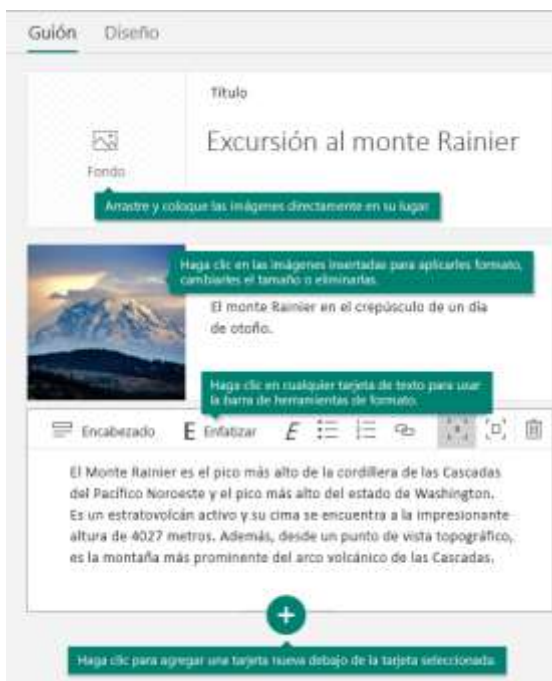 Guión Diseño
Título
Excursión al monte Rainier
Fondo
Arrastre y coloque las imágenes directamente en su lugar.
Haga clic en las imágenes insertadas para aplicarles formato,
cambiarles el tamaño o eliminarlas.
El monte Rainier en el crepúsculo de un día
de otoño.
Haga clic en cualquier tarjeta de texto para usar
la barra de herramientas de formato.
Encabezado E Enfatizar E
El Monte Rainier es el pico más alto de la cordillera de las Cascadas
del Pacífico Noroeste y el pico más alto del estado de Washington.
Es un estratovolcán activo y su cima se encuentra a la impresionante
altura de 4027 metros. Además, desde un punto de vista topográfico,
es la montaña más prominente del arco volcánico de las Cascadas.
Haga clic para agregar una tarjeta nueva debajo de la tarjeta seleccionada.